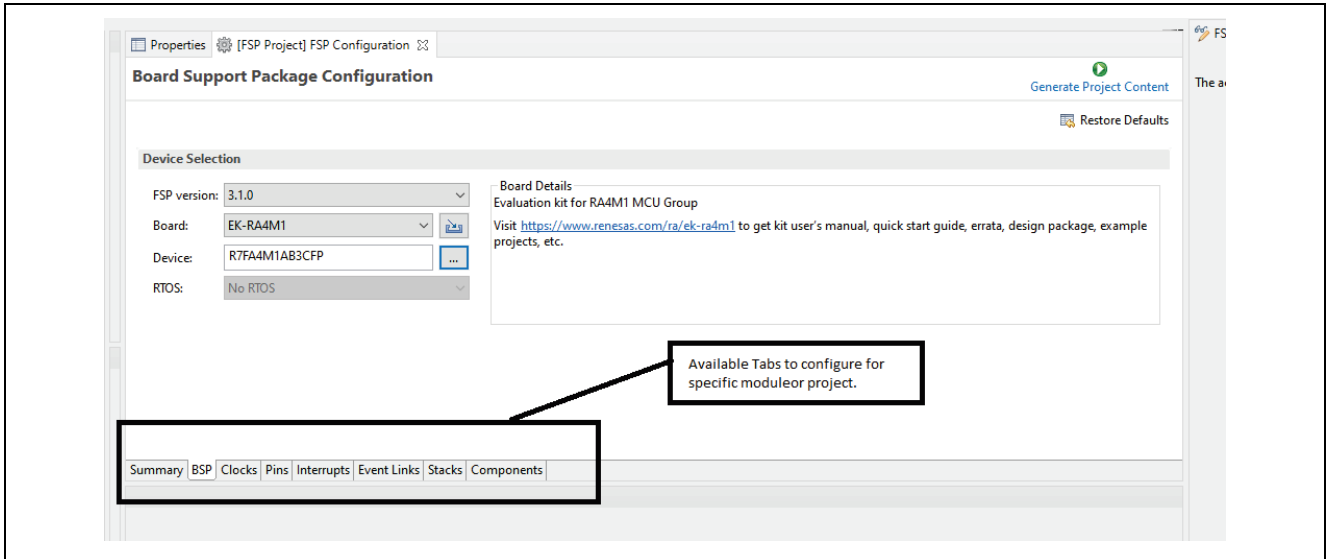 Properties [FSP Project] FSP Configuration
FS
Board Support Package Configuration
Generate Project Content
The a
Restore Defaults
Device Selection
FSP version: 3.1.0
Board: EK-RA4M1
Device: R7FA4M1AB3CFP
...
RTOS: No RTOS
Board Details
Evaluation kit for RA4M1 MCU Group
Visit https://www.renesas.com/ra/ek-ra4m1 to get kit user's manual, quick start guide, errata, design package, example
projects, etc.
Available Tabs to configure for
specific moduleor project.
Summary BSP Clocks Pins Interrupts Event Links Stacks Components